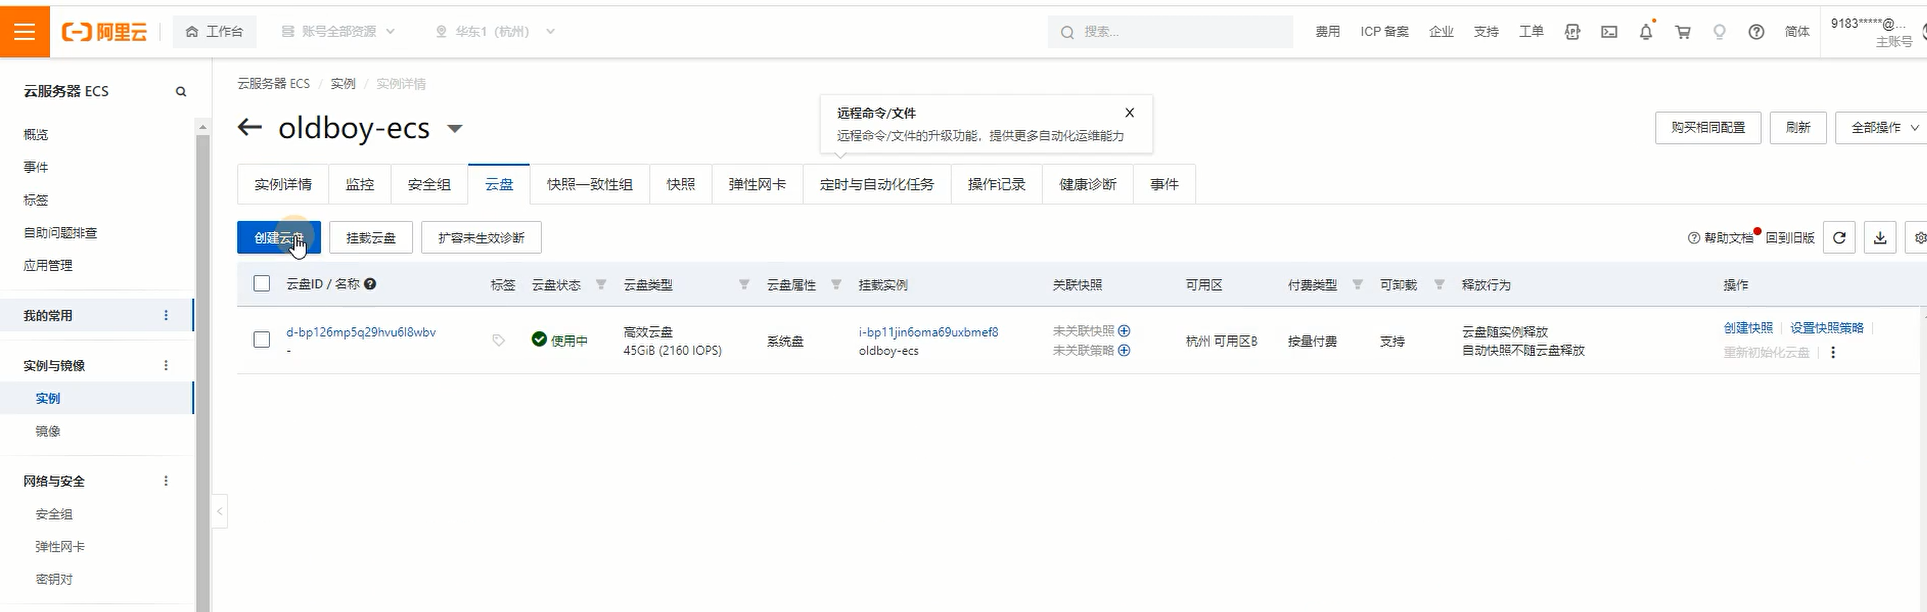 阿里云
工作台
账号全部资源
华东1（杭州）
搜索...
费用
ICP 备案
企业
支持
工单
简体
9183*****@...
主账号
云服务器 ECS
概览
事件
标签
自助问题排查
应用管理
我的常用
实例与镜像
实例
镜像
网络与安全
安全组
弹性网卡
密钥对
云服务器 ECS / 实例 / 实例详情
oldboy-ecs
远程命令/文件
远程命令/文件的升级功能，提供更多自动化运维能力
购买相同配置
刷新
全部操作
实例详情
监控
安全组
云盘
快照一致性组
快照
弹性网卡
定时与自动化任务
操作记录
健康诊断
事件
创建云盘
挂载云盘
扩容未生效诊断
帮助文档
回到旧版
云盘ID / 名称
标签
云盘状态
云盘类型
云盘属性
挂载实例
关联快照
可用区
付费类型
可卸载
释放行为
操作
d-bp126mp5q29hvu6l8wbv
-
使用中
高效云盘
45GiB (2160 IOPS)
系统盘
i-bp11jin6oma69uxbmef8
oldboy-ecs
未关联快照
未关联策略
杭州 可用区B
按量付费
支持
云盘随实例释放
自动快照不随云盘释放
创建快照
设置快照策略
重新初始化云盘